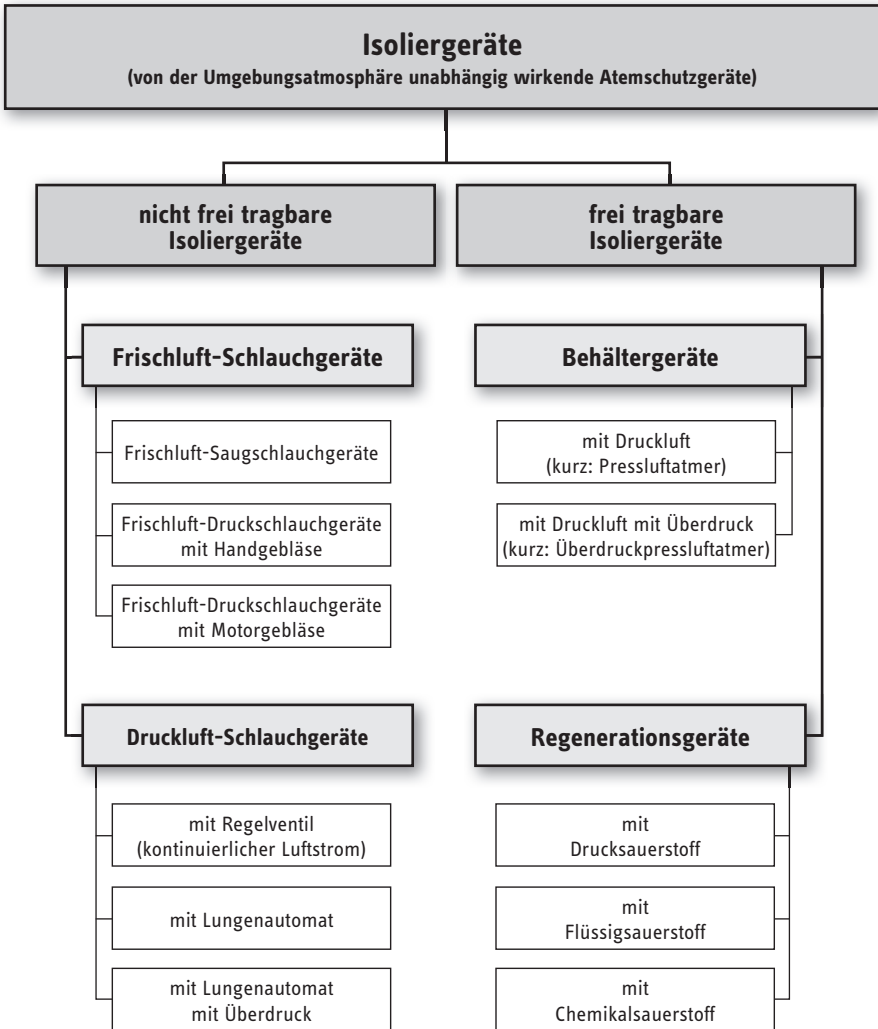 Isoliergeräte
(von der Umgebungsatmosphäre unabhängig wirkende Atemschutzgeräte)
nicht frei tragbare
Isoliergeräte
frei tragbare
Isoliergeräte
Frischluft-Schlauchgeräte
Frischluft-Saugschlauchgeräte
Frischluft-Druckschlauchgeräte
mit Handgebläse
Frischluft-Druckschlauchgeräte
mit Motorgebläse
Druckluft-Schlauchgeräte
mit Regelventil
(kontinuierlicher Luftstrom)
mit Lungenautomat
mit Lungenautomat
mit Überdruck
Behältergeräte
mit Druckluft
(kurz: Pressluftatmer)
mit Druckluft mit Überdruck
(kurz: Überdruckpressluftatmer)
Regenerationsgeräte
mit
Drucksauerstoff
mit
Flüssigsauerstoff
mit
Chemikalsauerstoff